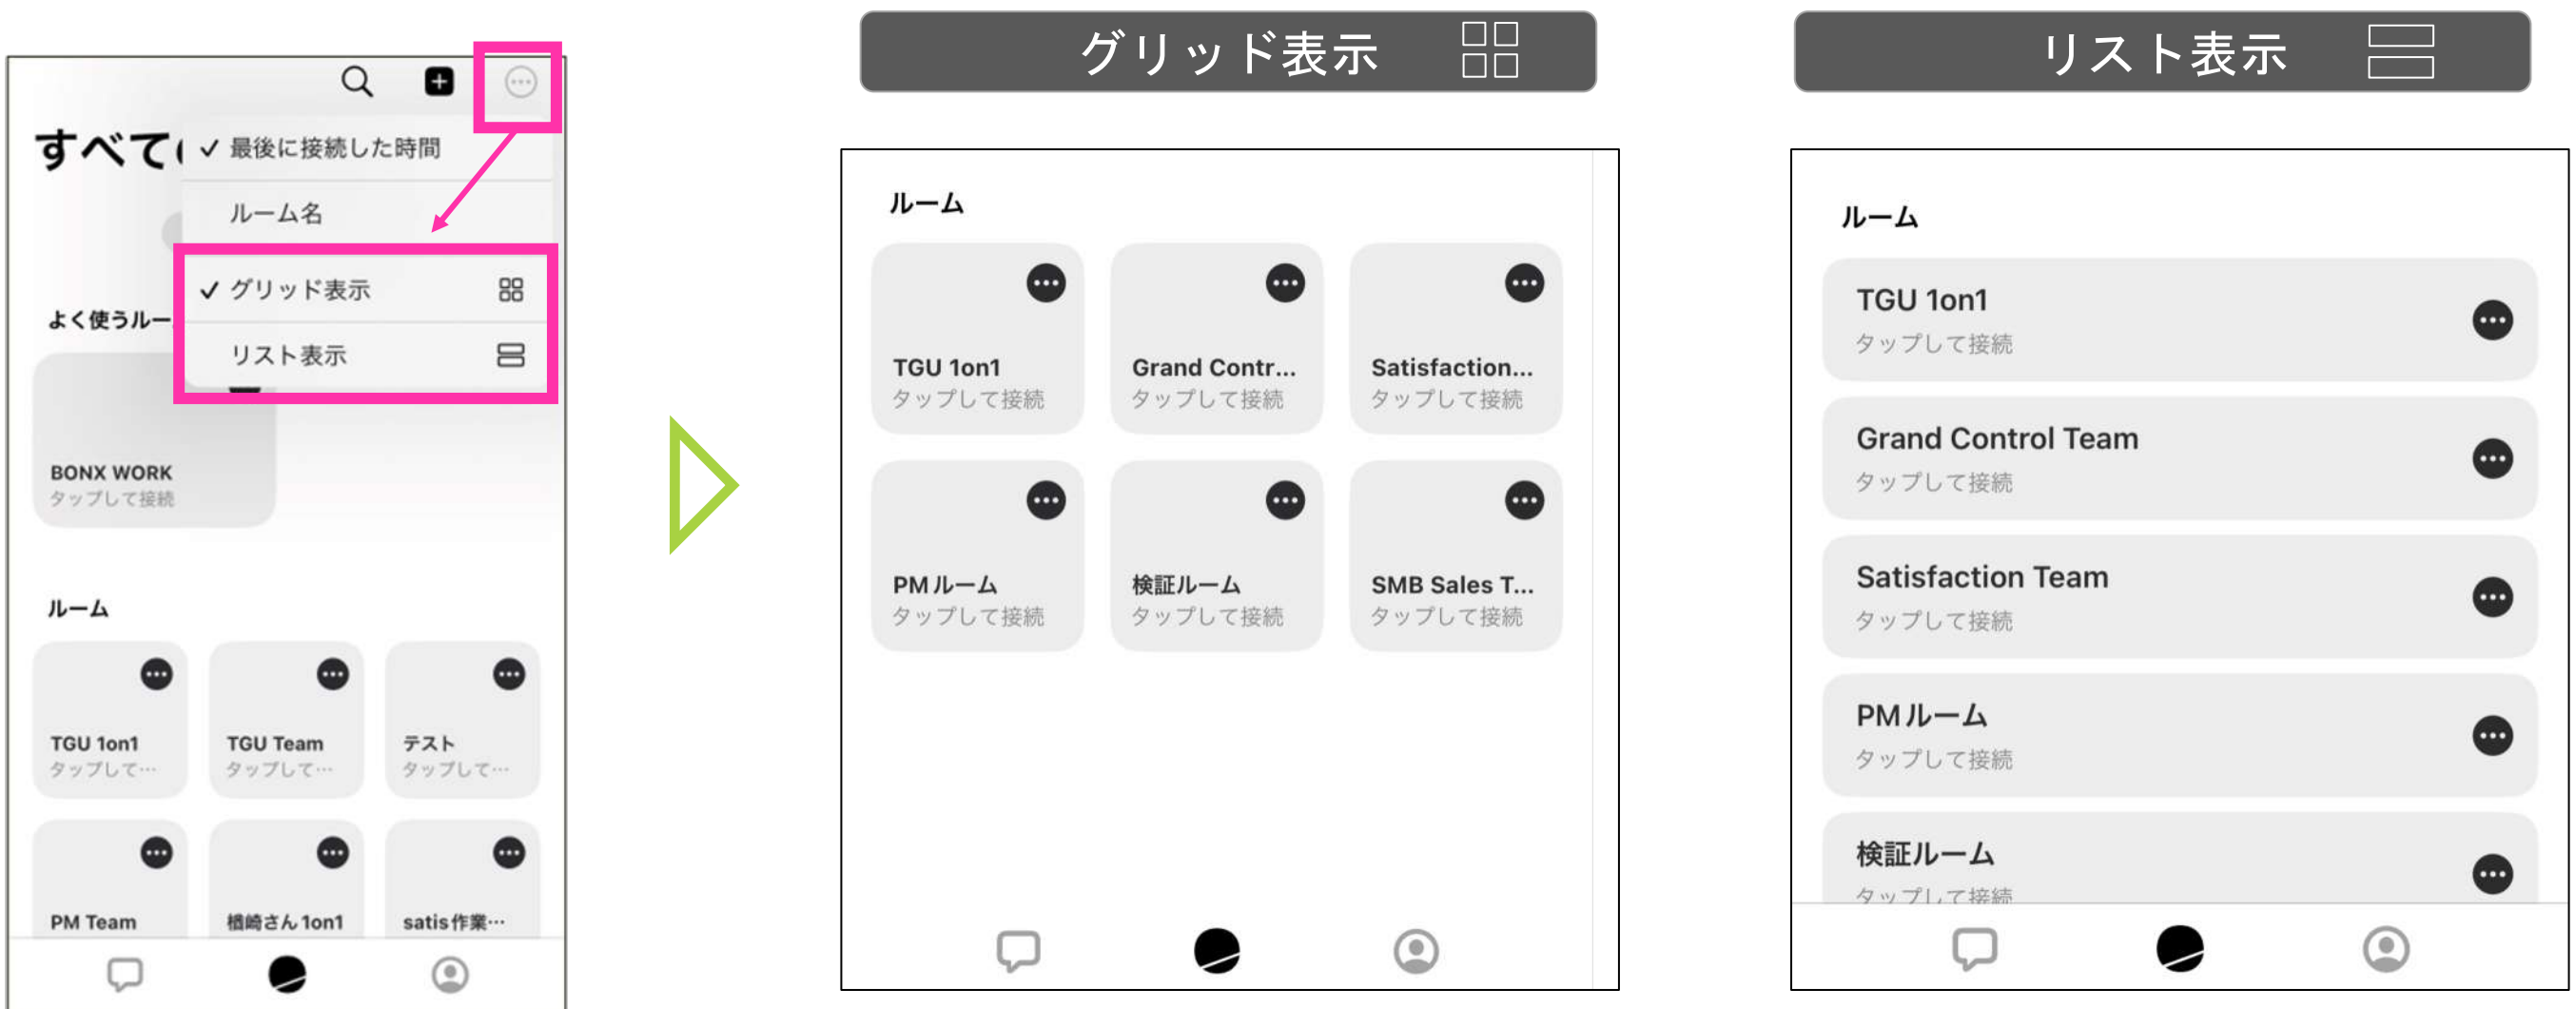 すべて
最後に接続した時間
ルーム名
グリッド表示
リスト表示
よく使うルー
BONX WORK
タップして接続
ルーム
TGU 1on1
タップして…
TGU Team
タップして…
テスト
タップして…
PM Team
楢崎さん 1on1
satis作業…
グリッド表示
ルーム
TGU 1on1
タップして接続
Grand Contr...
タップして接続
Satisfaction...
タップして接続
PMルーム
タップして接続
検証ルーム
タップして接続
SMB Sales T...
タップして接続
リスト表示
ルーム
TGU 1on1
タップして接続
Grand Control Team
タップして接続
Satisfaction Team
タップして接続
PMルーム
タップして接続
検証ルーム
タップして接続